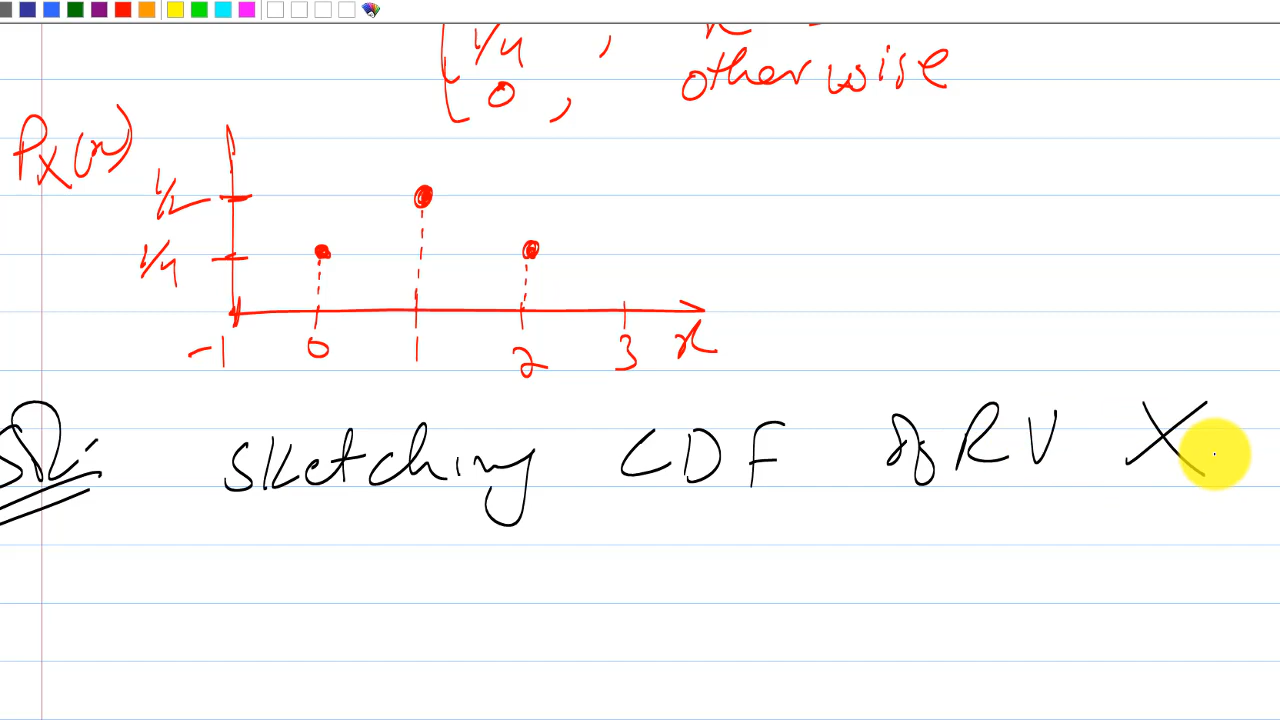 1/4 ,
0 , otherwise
Px(x)
1/2
1/4
-1 0 1 2 3 x
Sol: Sketching CDF of RV X